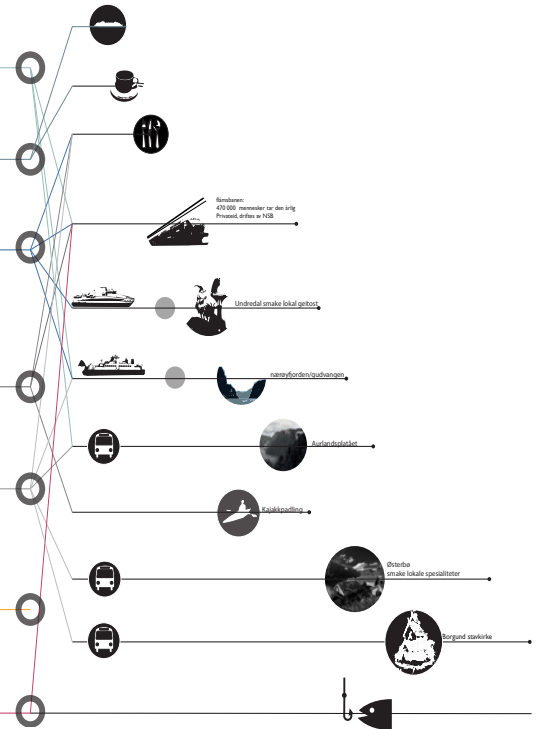 flåmsbanen:
470 000 mennesker tar den årlig
Privateid, driftes av NSB
Undredal smake lokal geitost
nærøyfjorden/gudvangen
Aurlandsplatået
Kajakkpadling
Østerbø
smake lokale spesialiteter
Borgund stavkirke